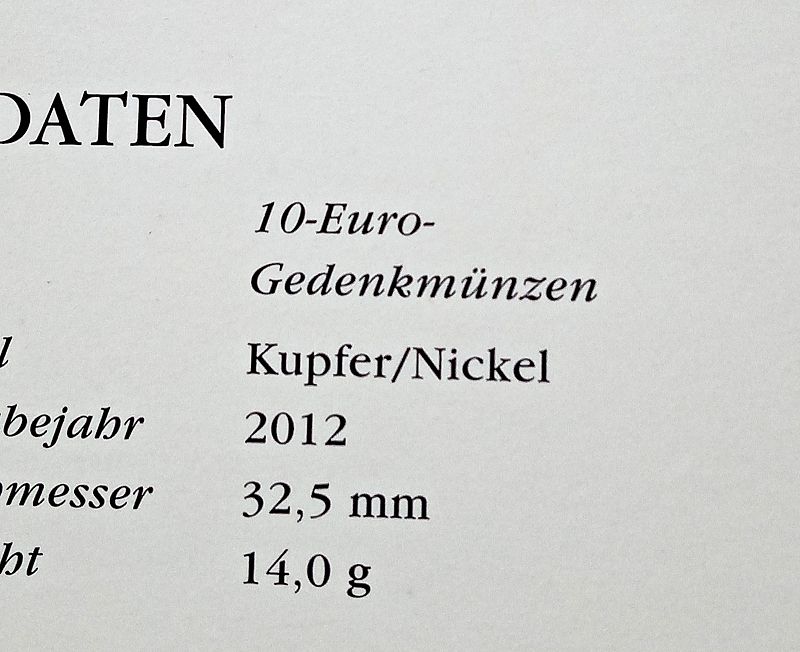 DATEN
10-Euro-
Gedenkmünzen
l Kupfer/Nickel
bejahr 2012
messer 32,5 mm
ht 14,0 g